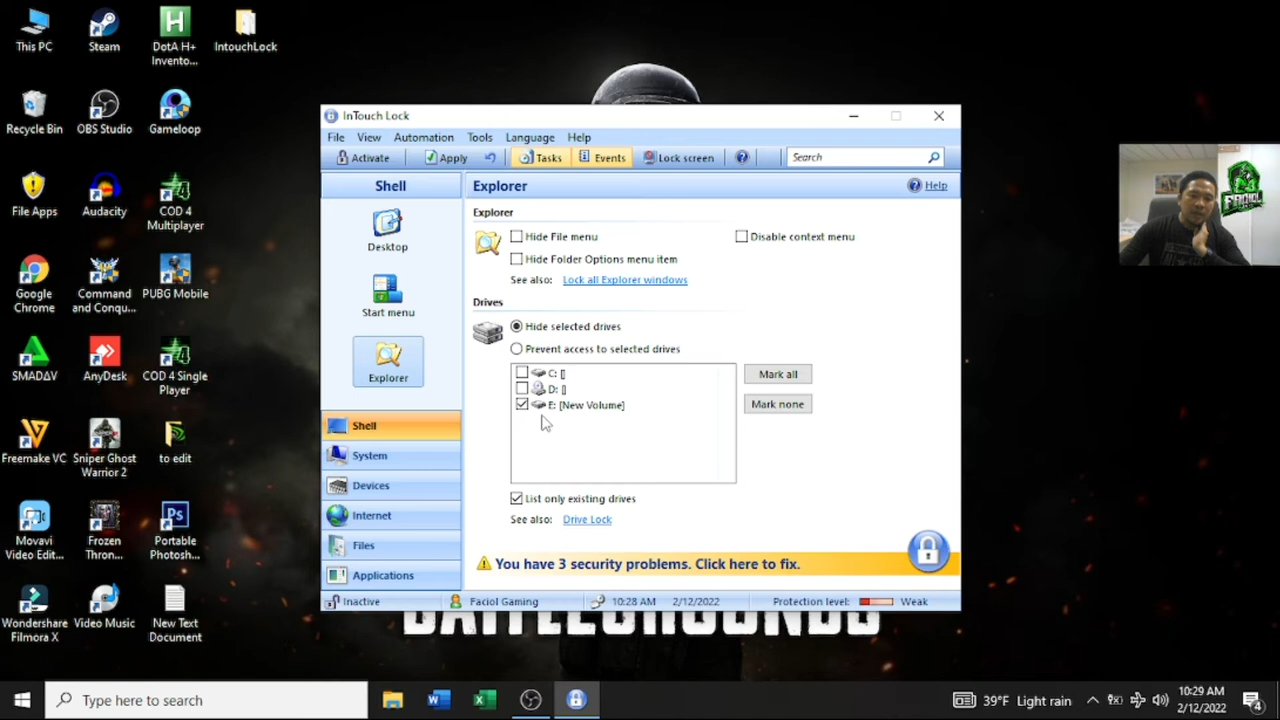 This PC
Steam
DotA H+
Invento...
IntouchLock
Recycle Bin
OBS Studio
Gameloop
File Apps
Audacity
COD 4
Multiplayer
Google
Chrome
Command
and Conqu...
PUBG Mobile
SMADΔV
AnyDesk
COD 4 Single
Player
Freemake VC
Sniper Ghost
Warrior 2
to edit
Movavi
Video Edit...
Frozen
Thron...
Portable
Photosh...
Wondershare
Filmora X
Video Music
New Text
Document
InTouch Lock
File View Automation Tools Language Help
Activate Apply Tasks Events Lock screen Search
Shell
Explorer
Help
Desktop
Start menu
Explorer
Shell
System
Devices
Internet
Files
Applications
Explorer
Hide File menu
Disable context menu
Hide Folder Options menu item
See also: Lock all Explorer windows
Drives
Hide selected drives
Prevent access to selected drives
C: []
D: []
E: [New Volume]
Mark all
Mark none
List only existing drives
See also: Drive Lock
You have 3 security problems. Click here to fix.
Inactive
Faciol Gaming
10:28 AM 2/12/2022
Protection level: Weak
BATTLEGROUNDS
FACIOL
Type here to search
39°F Light rain
10:29 AM
2/12/2022
4